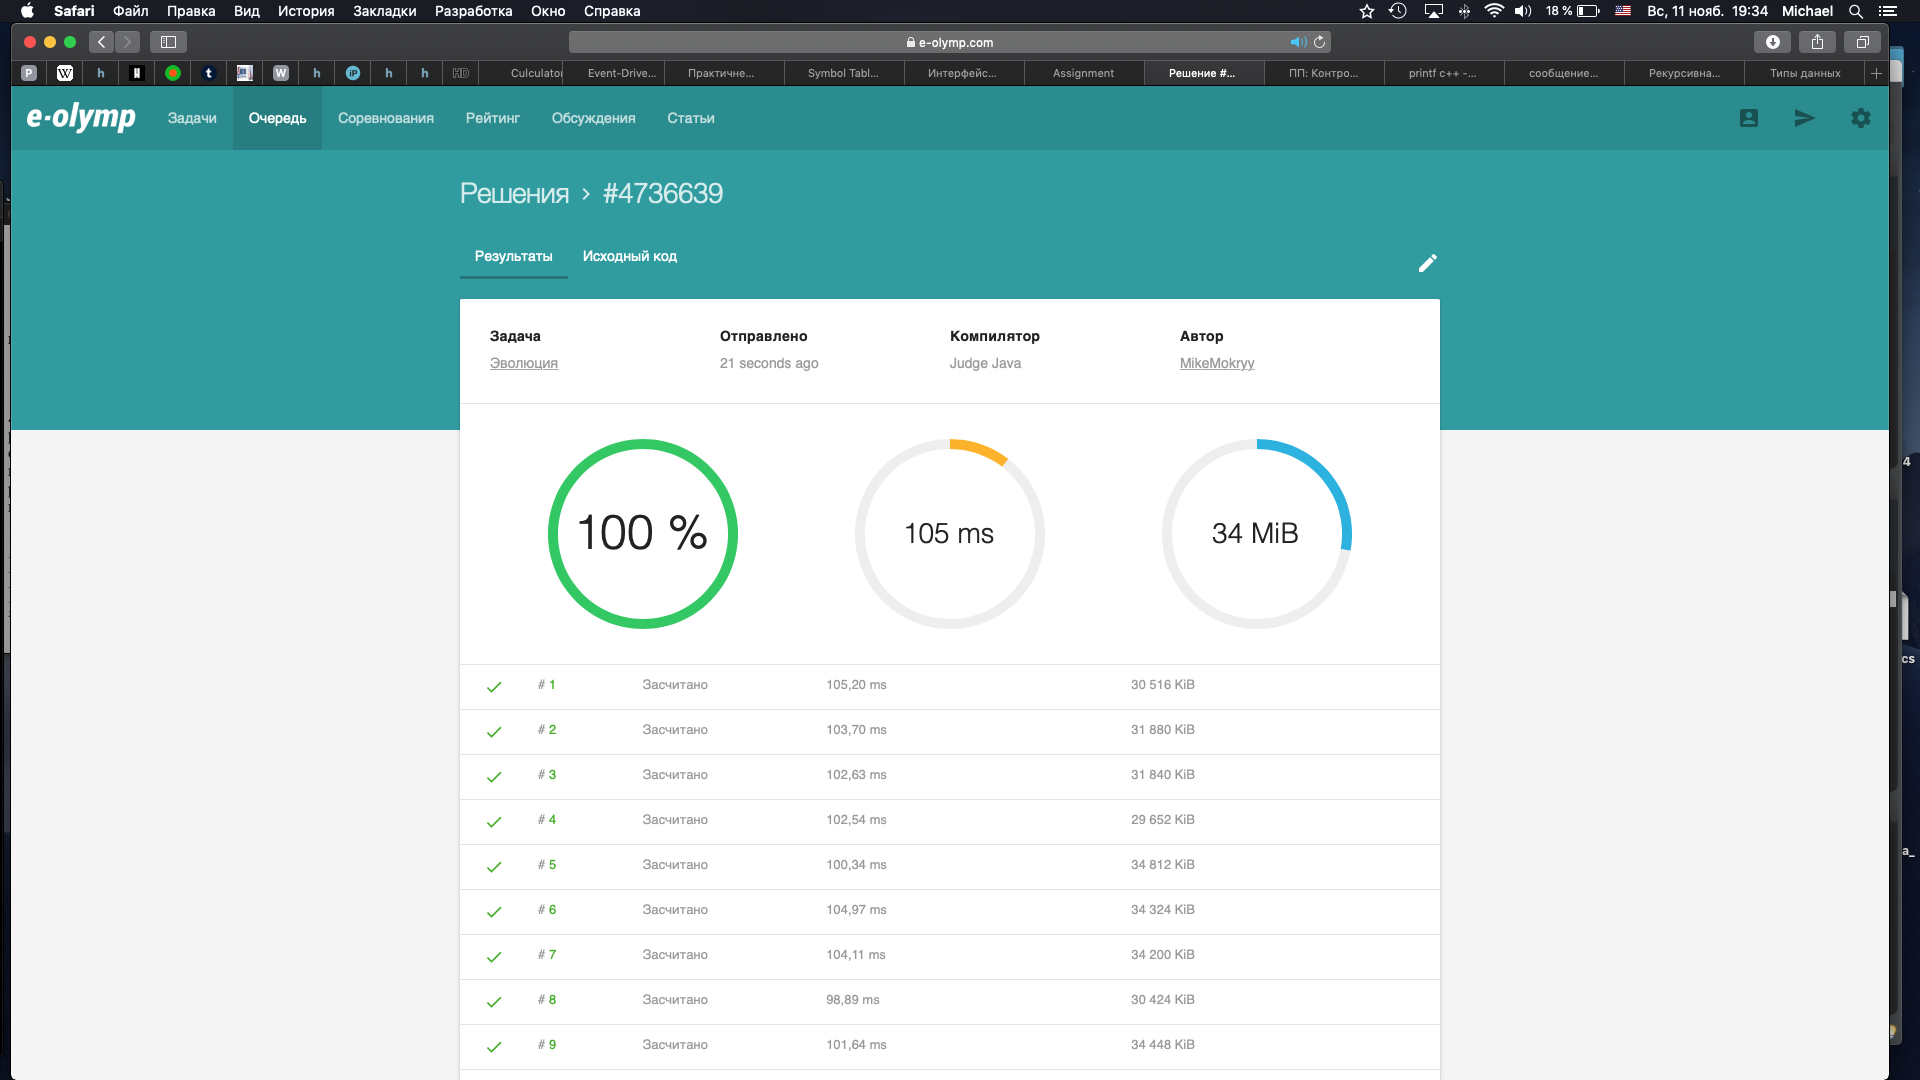 Safari Файл Правка Вид История Закладки Разработка Окно Справка 18 % Вс, 11 нояб. 19:34 Michael
e-olymp.com
P W h H t W h iP h h HD Culculator Event-Drive... Практичне... Symbol Tabl... Интерфейс... Assignment Решение #... ПП: Контро... printf c++ -... сообщение... Рекурсивна... Типы данных
e-olymp Задачи Очередь Соревнования Рейтинг Обсуждения Статьи
Решения › #4736639
Результаты Исходный код
Задача Отправлено Компилятор Автор
Эволюция 21 seconds ago Judge Java MikeMokryy
100 % 105 ms 34 MiB
# 1 Засчитано 105,20 ms 30 516 KiB
# 2 Засчитано 103,70 ms 31 880 KiB
# 3 Засчитано 102,63 ms 31 840 KiB
# 4 Засчитано 102,54 ms 29 652 KiB
# 5 Засчитано 100,34 ms 34 812 KiB
# 6 Засчитано 104,97 ms 34 324 KiB
# 7 Засчитано 104,11 ms 34 200 KiB
# 8 Засчитано 98,89 ms 30 424 KiB
# 9 Засчитано 101,64 ms 34 448 KiB
4
cs
a_